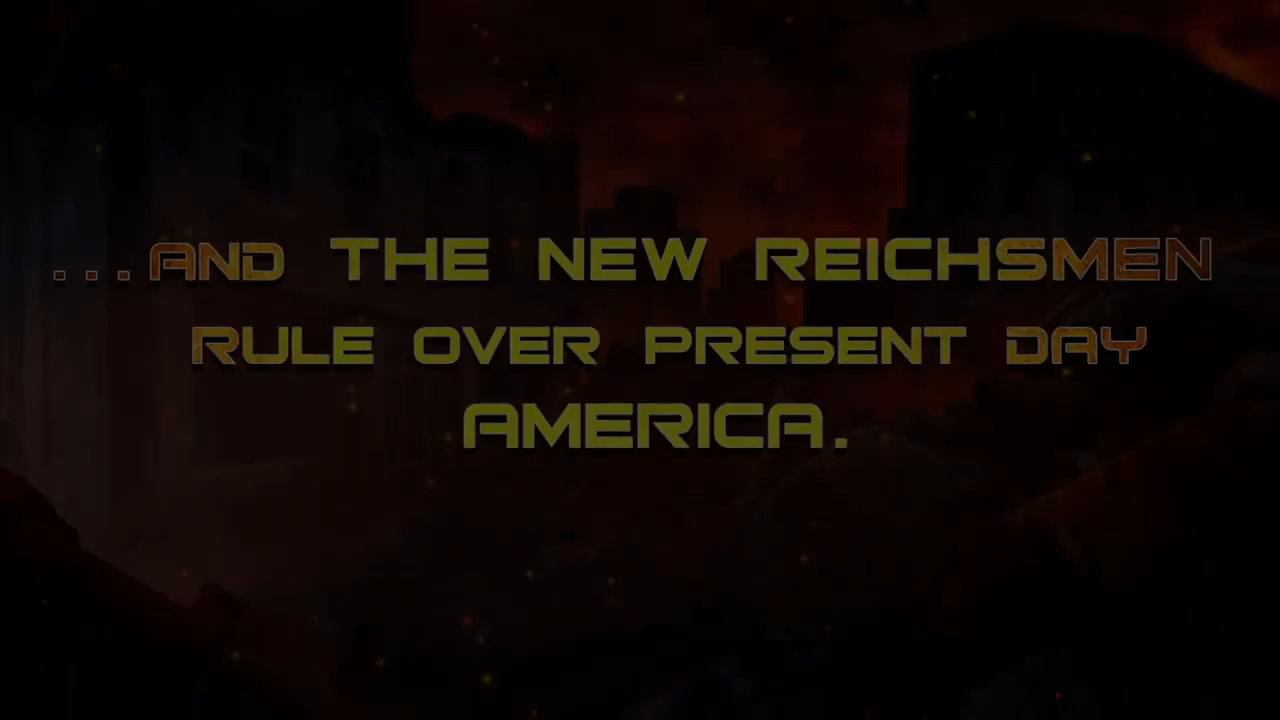 ...AND THE NEW REICHSMEN
RULE OVER PRESENT DAY
AMERICA.